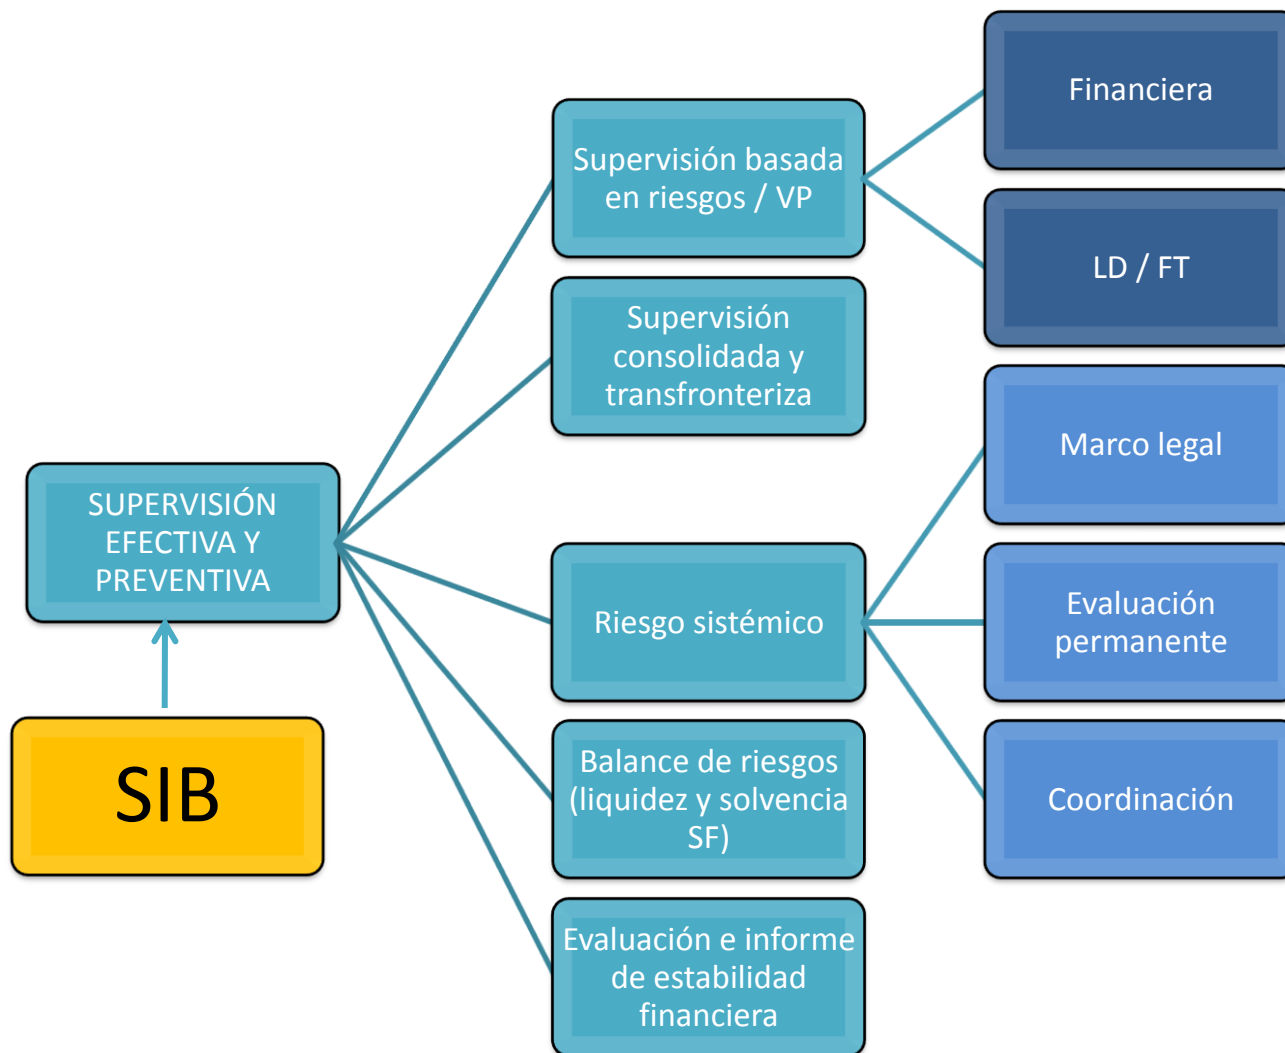 SUPERVISIÓN
EFECTIVA Y
PREVENTIVA
SIB
Supervisión basada
en riesgos / VP
Supervisión
consolidada y
transfronteriza
Riesgo sistémico
Balance de riesgos
(liquidez y solvencia
SF)
Evaluación e informe
de estabilidad
financiera
Financiera
LD / FT
Marco legal
Evaluación
permanente
Coordinación